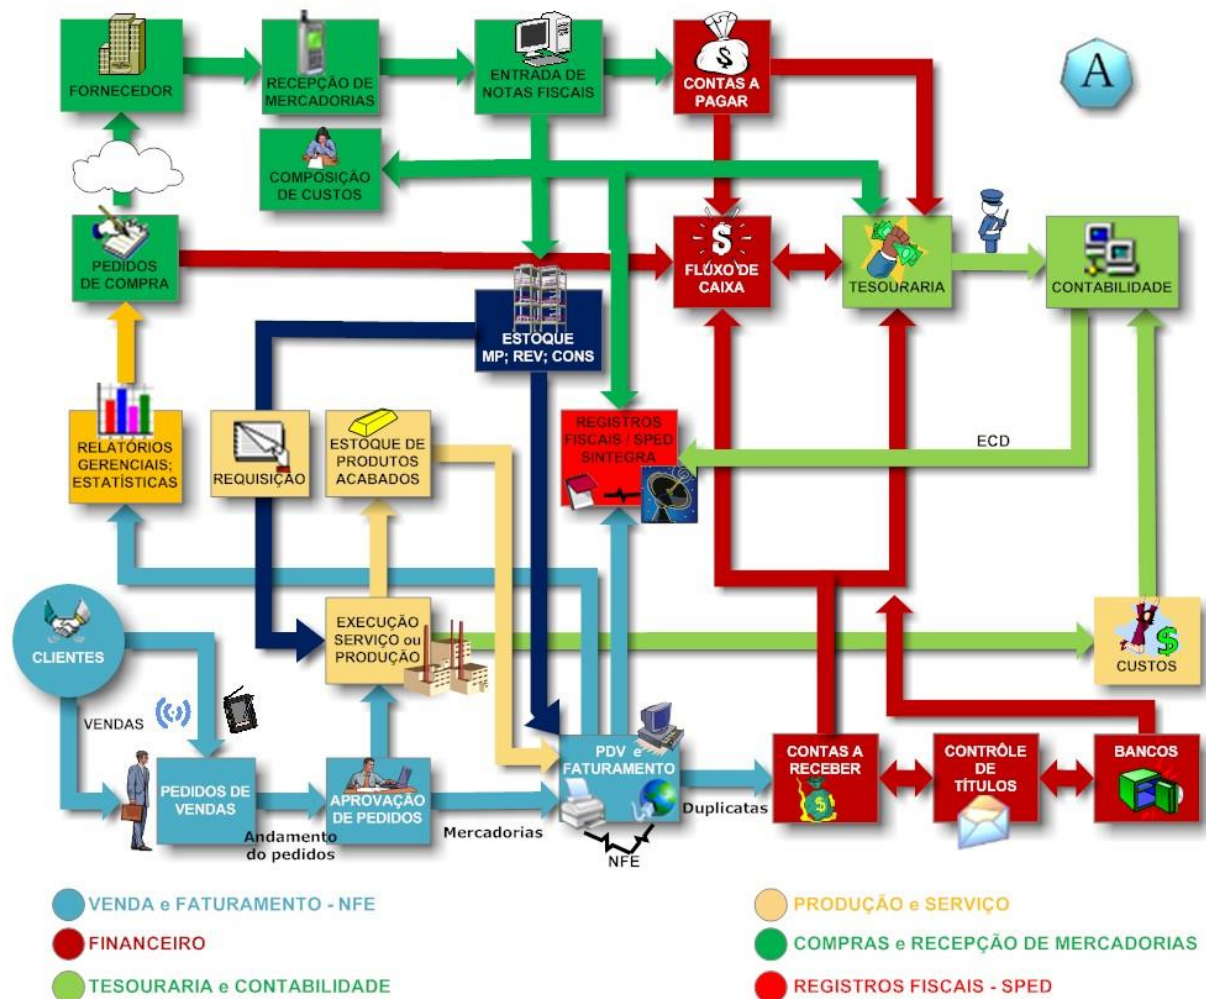 FORNECEDOR
RECEPÇÃO DE
MERCADORIAS
ENTRADA DE
NOTAS FISCAIS
CONTAS A
PAGAR
A
COMPOSIÇÃO
DE CUSTOS
PEDIDOS
DE COMPRA
$
FLUXO DE
CAIXA
TESOURARIA
CONTABILIDADE
ESTOQUE
MP; REV; CONS
RELATÓRIOS
GERENCIAIS;
ESTATÍSTICAS
REQUISIÇÃO
ESTOQUE DE
PRODUTOS
ACABADOS
REGISTROS
FISCAIS / SPED
SINTEGRA
ECD
CLIENTES
EXECUÇÃO
SERVIÇO ou
PRODUÇÃO
$
CUSTOS
VENDAS
PEDIDOS DE
VENDAS
Andamento
do pedidos
APROVAÇÃO
DE PEDIDOS
Mercadorias
PDV e
FATURAMENTO
NFE
Duplicatas
CONTAS A
RECEBER
$
CONTRÔLE
DE
TÍTULOS
BANCOS
VENDA e FATURAMENTO - NFE
FINANCEIRO
TESOURARIA e CONTABILIDADE
PRODUÇÃO e SERVIÇO
COMPRAS e RECEPÇÃO DE MERCADORIAS
REGISTROS FISCAIS - SPED